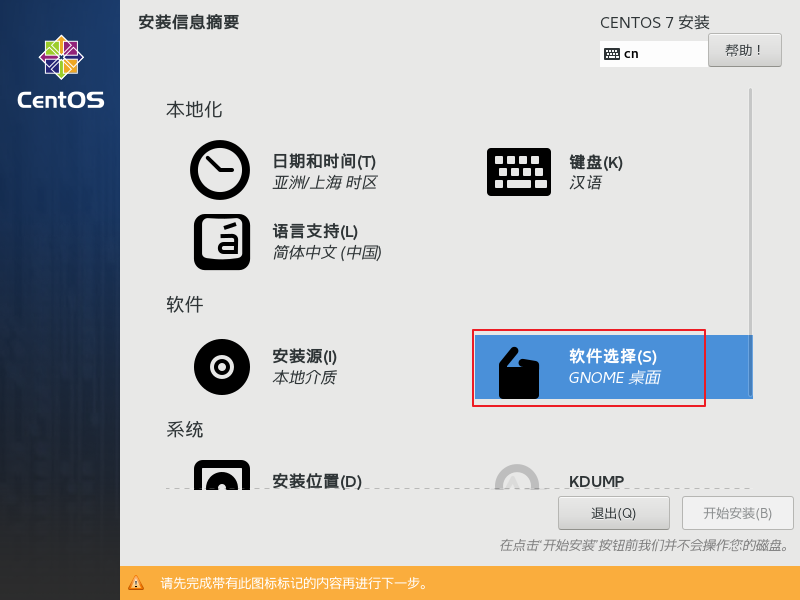 CentOS
安装信息摘要
CENTOS 7 安装
cn
帮助！
本地化
日期和时间(T)
亚洲/上海 时区
键盘(K)
汉语
语言支持(L)
简体中文 (中国)
软件
安装源(I)
本地介质
软件选择(S)
GNOME 桌面
系统
安装位置(D)
KDUMP
退出(Q)
开始安装(B)
在点击'开始安装'按钮前我们并不会操作您的磁盘。
请先完成带有此图标标记的内容再进行下一步。